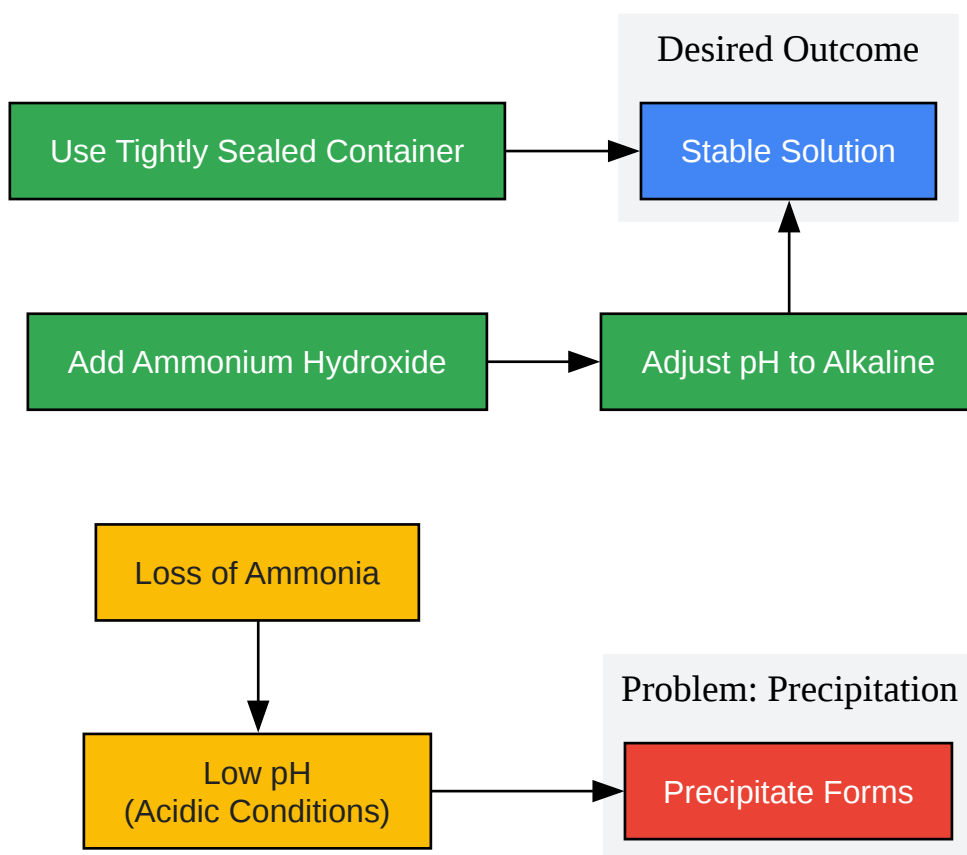 Desired Outcome
Use Tightly Sealed Container
Stable Solution
Add Ammonium Hydroxide
Adjust pH to Alkaline
Loss of Ammonia
Problem: Precipitation
Low pH
(Acidic Conditions)
Precipitate Forms